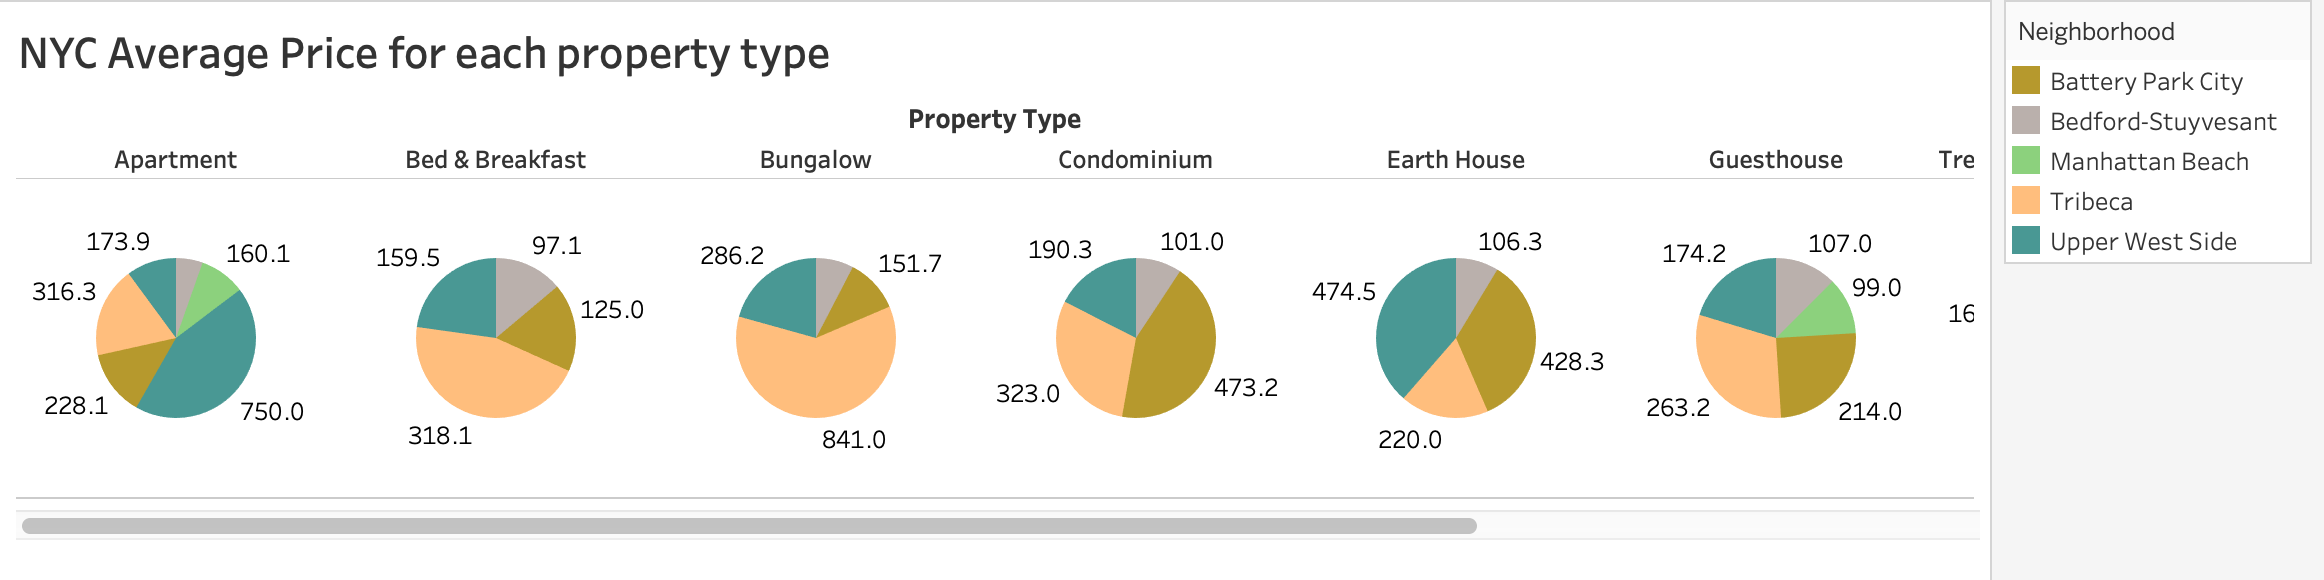 NYC Average Price for each property type
Property Type
Apartment Bed & Breakfast Bungalow Condominium Earth House Guesthouse Tre
173.9 160.1 316.3 228.1 750.0
159.5 97.1 125.0 318.1
286.2 151.7 841.0
190.3 101.0 323.0 473.2
474.5 106.3 428.3 220.0
174.2 107.0 99.0 263.2 214.0
16
Neighborhood
Battery Park City
Bedford-Stuyvesant
Manhattan Beach
Tribeca
Upper West Side